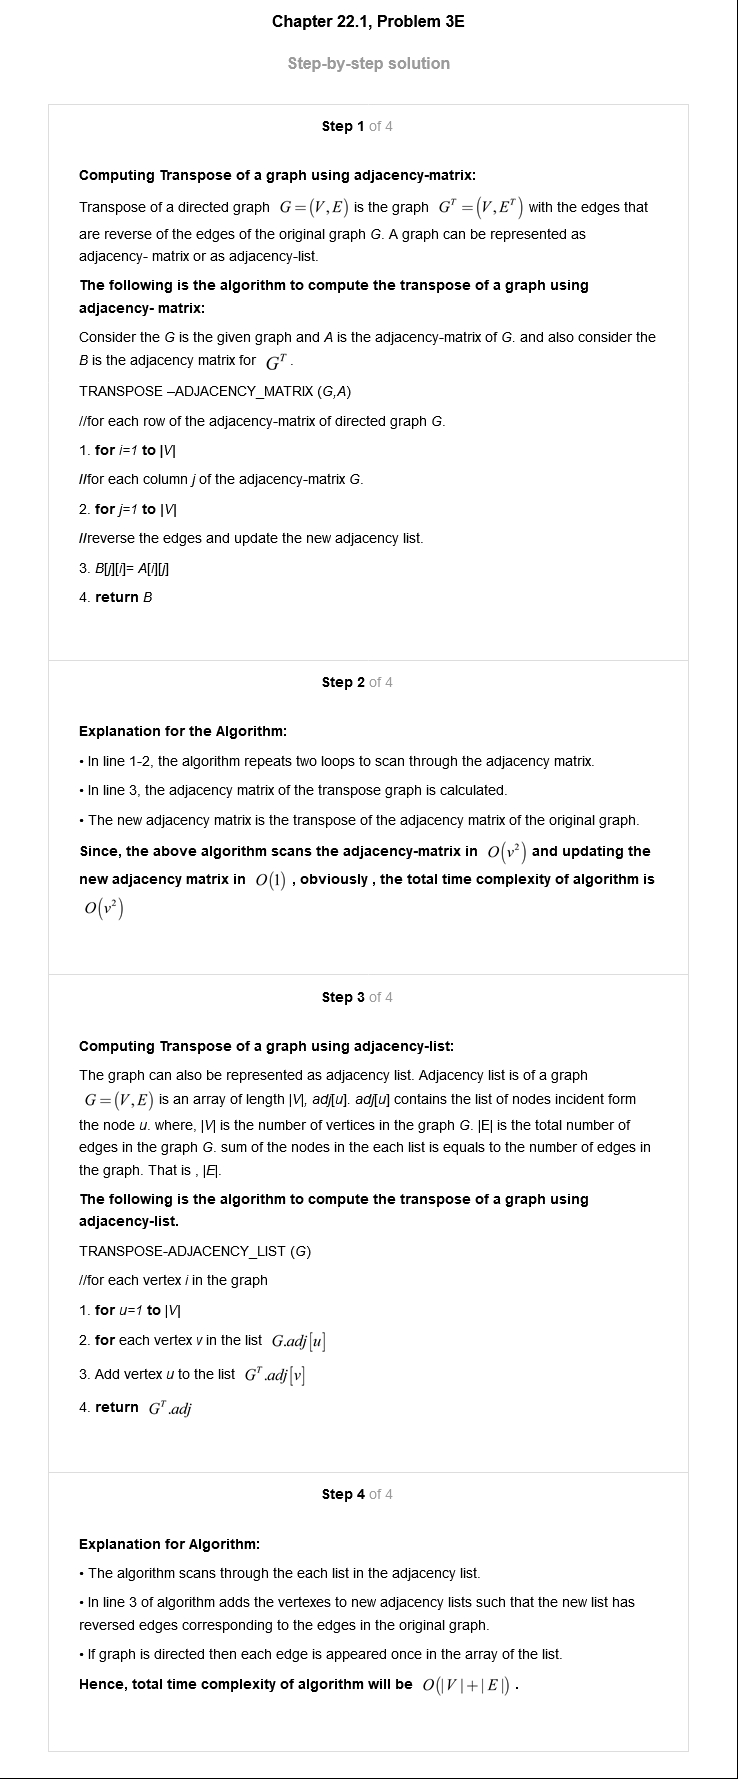 Chapter 22.1, Problem 3E
Step-by-step solution
Step 1 of 4
Computing Transpose of a graph using adjacency-matrix:
Transpose of a directed graph G=(V,E) is the graph G^T=(V,E^T) with the edges that
are reverse of the edges of the original graph G. A graph can be represented as
adjacency- matrix or as adjacency-list.
The following is the algorithm to compute the transpose of a graph using
adjacency- matrix:
Consider the G is the given graph and A is the adjacency-matrix of G. and also consider the
B is the adjacency matrix for G^T.
TRANSPOSE –ADJACENCY_MATRIX (G,A)
//for each row of the adjacency-matrix of directed graph G.
1. for i=1 to |V|
//for each column j of the adjacency-matrix G.
2. for j=1 to |V|
//reverse the edges and update the new adjacency list.
3. B[j][i]= A[i][j]
4. return B
Step 2 of 4
Explanation for the Algorithm:
• In line 1-2, the algorithm repeats two loops to scan through the adjacency matrix.
• In line 3, the adjacency matrix of the transpose graph is calculated.
• The new adjacency matrix is the transpose of the adjacency matrix of the original graph.
Since, the above algorithm scans the adjacency-matrix in O(v²) and updating the
new adjacency matrix in O(1) , obviously , the total time complexity of algorithm is
O(v²)
Step 3 of 4
Computing Transpose of a graph using adjacency-list:
The graph can also be represented as adjacency list. Adjacency list is of a graph
G=(V,E) is an array of length |V|, adj[u]. adj[u] contains the list of nodes incident form
the node u. where, |V| is the number of vertices in the graph G. |E| is the total number of
edges in the graph G. sum of the nodes in the each list is equals to the number of edges in
the graph. That is , |E|.
The following is the algorithm to compute the transpose of a graph using
adjacency-list.
TRANSPOSE-ADJACENCY_LIST (G)
//for each vertex i in the graph
1. for u=1 to |V|
2. for each vertex v in the list G.adj[u]
3. Add vertex u to the list G^T.adj[v]
4. return G^T.adj
Step 4 of 4
Explanation for Algorithm:
• The algorithm scans through the each list in the adjacency list.
• In line 3 of algorithm adds the vertexes to new adjacency lists such that the new list has
reversed edges corresponding to the edges in the original graph.
• If graph is directed then each edge is appeared once in the array of the list.
Hence, total time complexity of algorithm will be O(|V|+|E|) .